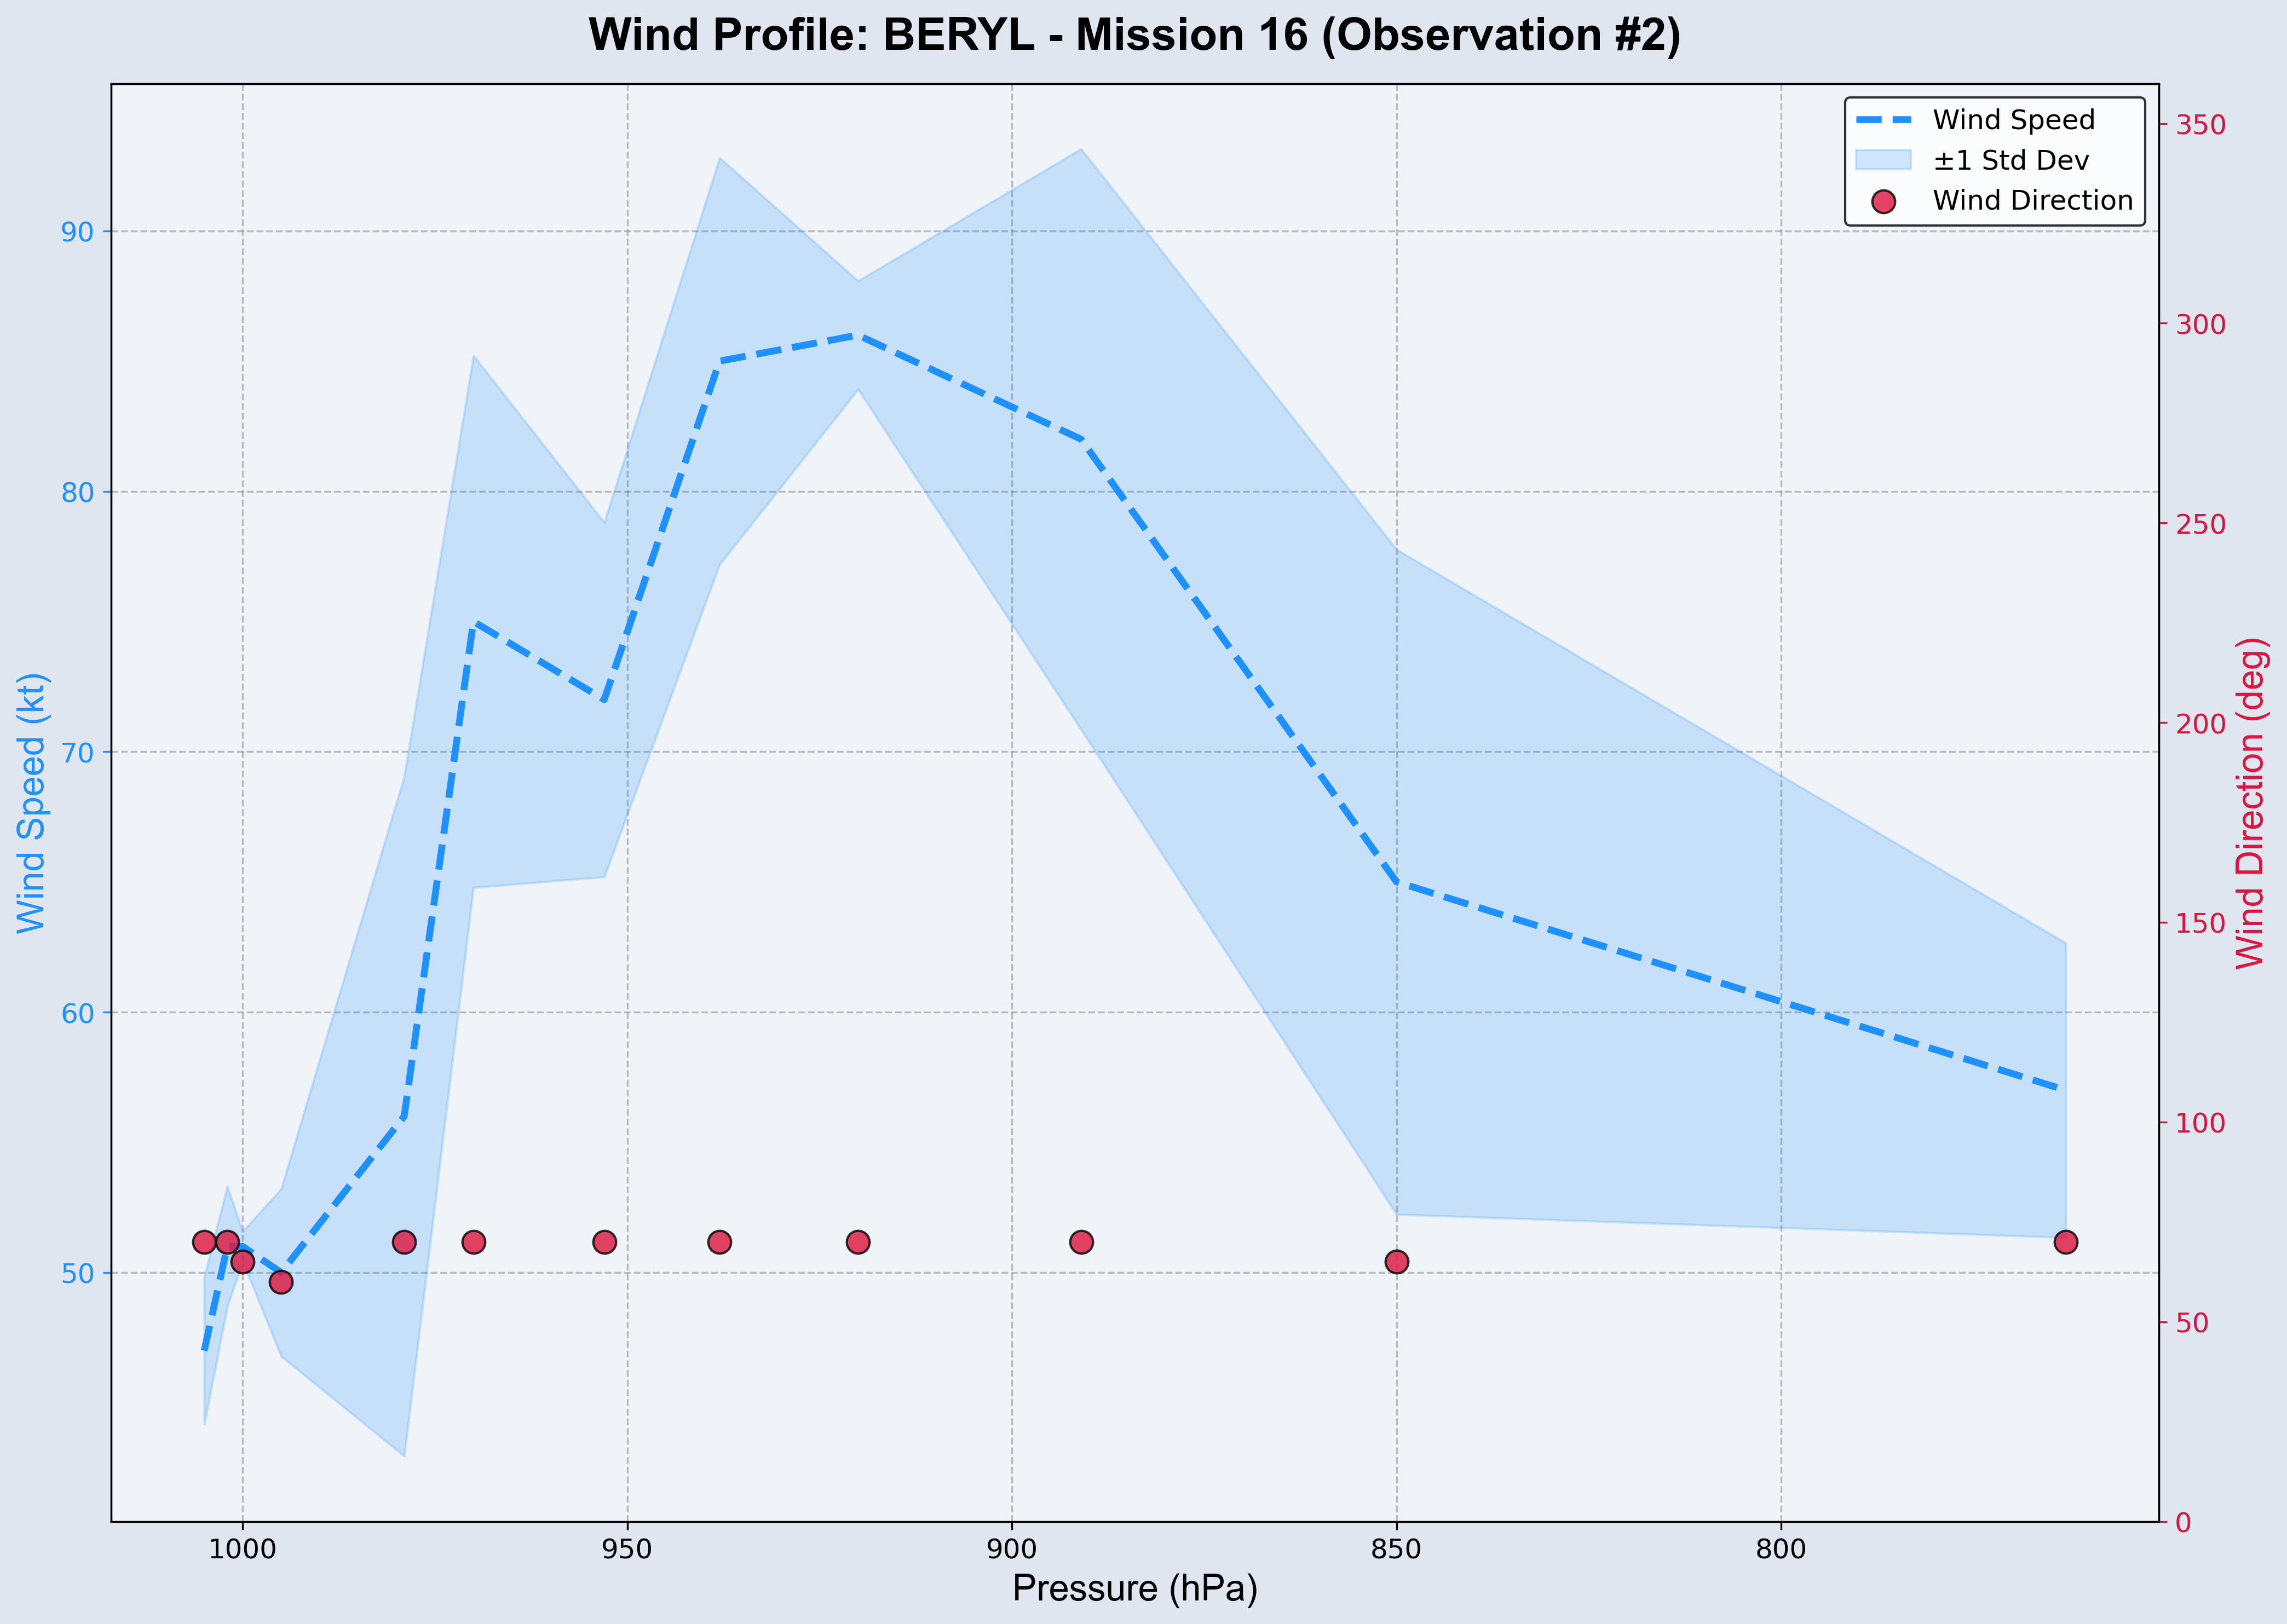 Wind Profile: BERYL - Mission 16 (Observation #2)
Wind Speed
±1 Std Dev
Wind Direction
Wind Speed (kt)
90
80
70
60
50
350
300
250
200
150
100
50
0
Wind Direction (deg)
1000
950
900
850
800
Pressure (hPa)